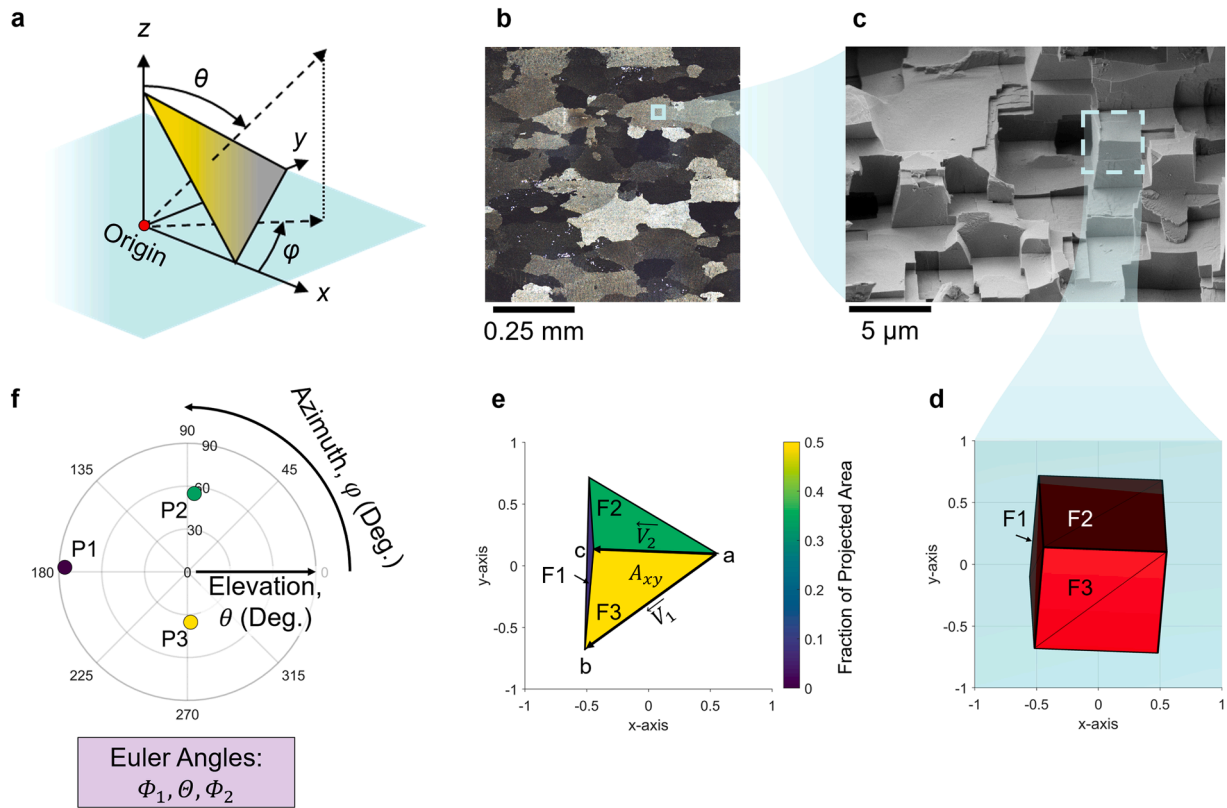 a
z
θ
y
Origin
φ
x
b
0.25 mm
c
5 µm
f
Azimuth, φ (Deg.)
90
90
135
45
60
P2
30
P1
180
0
0
Elevation,
θ (Deg.)
P3
225
315
270
Euler Angles:
Φ₁, Θ, Φ₂
e
1
0.5
0
-0.5
-1
y-axis
-1
-0.5
0
0.5
1
x-axis
F2
V₂
c
a
F1
Aₓᵧ
F3
V₁
b
0.5
0.4
0.3
0.2
0.1
0
Fraction of Projected Area
d
1
0.5
0
-0.5
-1
y-axis
-1
-0.5
0
0.5
1
x-axis
F1
F2
F3